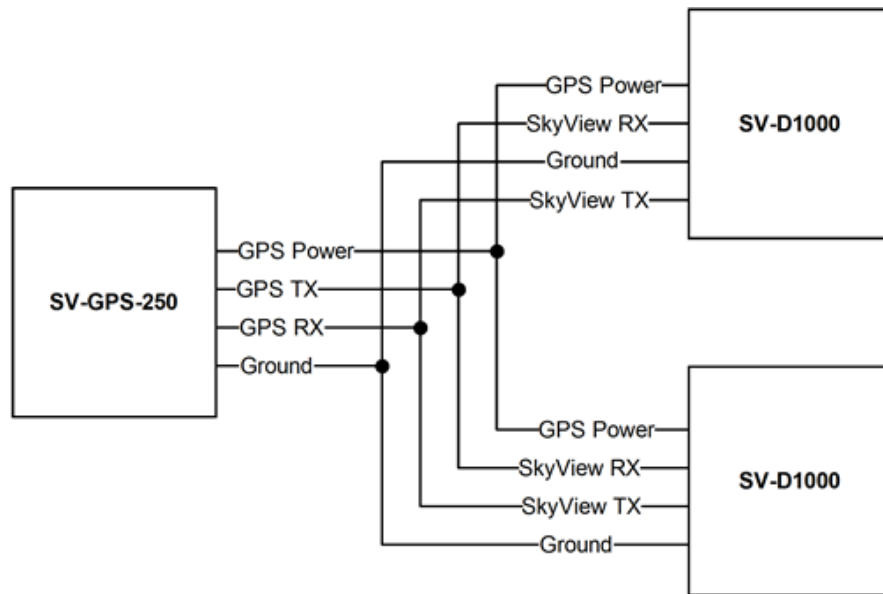 GPS Power
SkyView RX
Ground
SkyView TX
SV-D1000
SV-GPS-250
GPS Power
GPS TX
GPS RX
Ground
GPS Power
SkyView RX
SkyView TX
Ground
SV-D1000